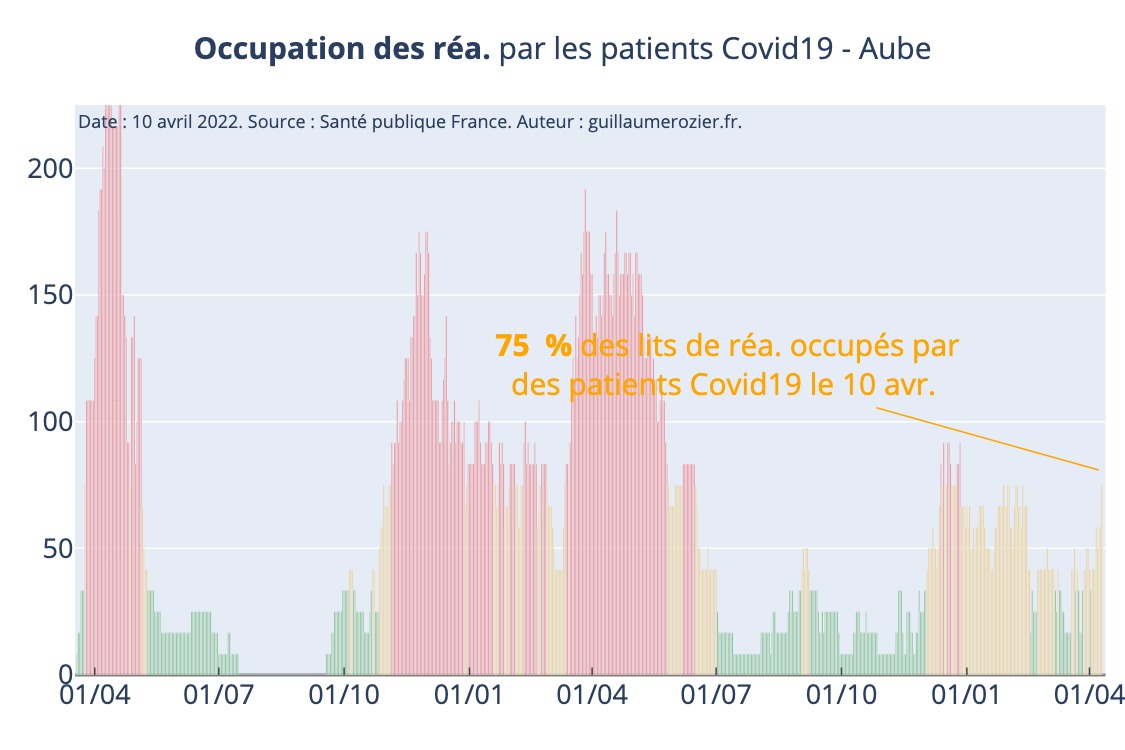 Occupation des réa. par les patients Covid19 - Aube
Date : 10 avril 2022. Source : Santé publique France. Auteur : guillaumerozier.fr.
200
150
75 % des lits de réa. occupés par
des patients Covid19 le 10 avr.
100
50
0
01/04 01/07 01/10 01/01 01/04 01/07 01/10 01/01 01/04